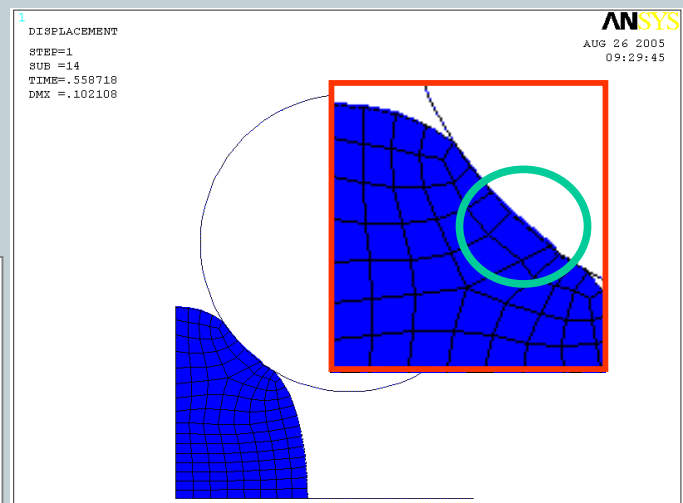 1
DISPLACEMENT
STEP=1
SUB =14
TIME=.558718
DMX =.102108
ANSYS
AUG 26 2005
09:29:45